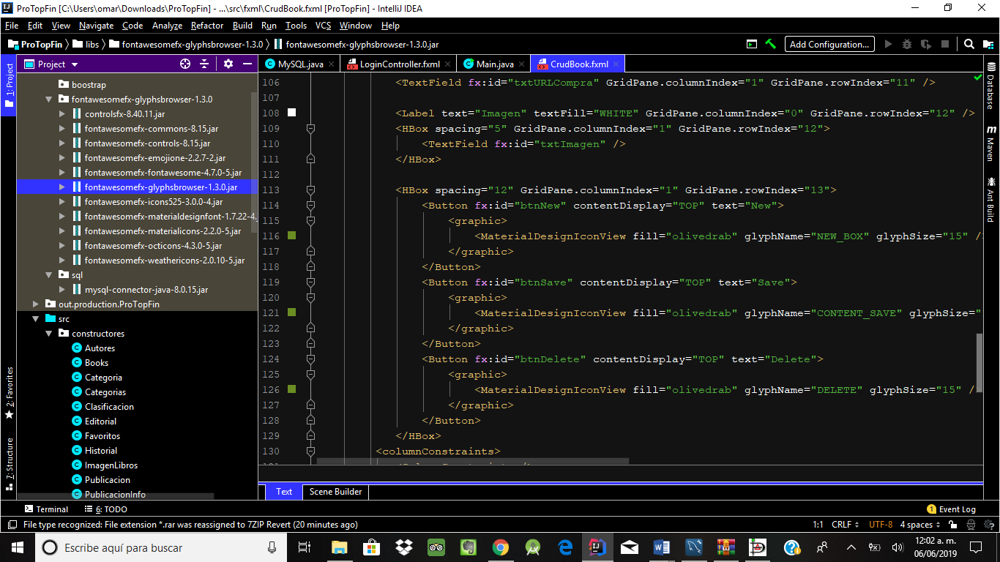 ProTopFin [C:\Users\omar\Downloads\ProTopFin] - ...\src\fxml\CrudBook.fxml [ProTopFin] - IntelliJ IDEA
File Edit View Navigate Code Analyze Refactor Build Run Tools VCS Window Help
ProTopFin libs fontawesomefx-glyphsbrowser-1.3.0 fontawesomefx-glyphsbrowser-1.3.0.jar Add Configuration...
1: Project
2: Favorites
7: Structure
Project
boostrap
fontawesomefx-glyphsbrowser-1.3.0
controlsfx-8.40.11.jar
fontawesomefx-commons-8.15.jar
fontawesomefx-controls-8.15.jar
fontawesomefx-emojione-2.2.7-2.jar
fontawesomefx-fontawesome-4.7.0-5.jar
fontawesomefx-glyphsbrowser-1.3.0.jar
fontawesomefx-icons525-3.0.0-4.jar
fontawesomefx-materialdesignfont-1.7.22-4.
fontawesomefx-materialicons-2.2.0-5.jar
fontawesomefx-octicons-4.3.0-5.jar
fontawesomefx-weathericons-2.0.10-5.jar
sql
mysql-connector-java-8.0.15.jar
out.production.ProTopFin
src
constructores
Autores
Books
Categoria
Categorias
Clasificacion
Editorial
Favoritos
Historial
ImagenLibros
Publicacion
PublicacionInfo
MySQL.java LoginController.fxml Main.java CrudBook.fxml
106 <TextField fx:id="txtURLCompra" GridPane.columnIndex="1" GridPane.rowIndex="11" />
107
108 <Label text="Imagen" textFill="WHITE" GridPane.columnIndex="0" GridPane.rowIndex="12" />
109 <HBox spacing="5" GridPane.columnIndex="1" GridPane.rowIndex="12">
110 <TextField fx:id="txtImagen" />
111 </HBox>
112
113 <HBox spacing="12" GridPane.columnIndex="1" GridPane.rowIndex="13">
114 <Button fx:id="btnNew" contentDisplay="TOP" text="New">
115 <graphic>
116 <MaterialDesignIconView fill="olivedrab" glyphName="NEW_BOX" glyphSize="15" /
117 </graphic>
118 </Button>
119 <Button fx:id="btnSave" contentDisplay="TOP" text="Save">
120 <graphic>
121 <MaterialDesignIconView fill="olivedrab" glyphName="CONTENT_SAVE" glyphSize="
122 </graphic>
123 </Button>
124 <Button fx:id="btnDelete" contentDisplay="TOP" text="Delete">
125 <graphic>
126 <MaterialDesignIconView fill="olivedrab" glyphName="DELETE" glyphSize="15" /
127 </graphic>
128 </Button>
129 </HBox>
130 <columnConstraints>
Text Scene Builder
Database
Maven
Ant Build
Terminal 6: TODO 1 Event Log
File type recognized: File extension *.rar was reassigned to 7ZIP Revert (20 minutes ago) 1:1 CRLF UTF-8 4 spaces
Escribe aquí para buscar
12:02 a. m.
06/06/2019